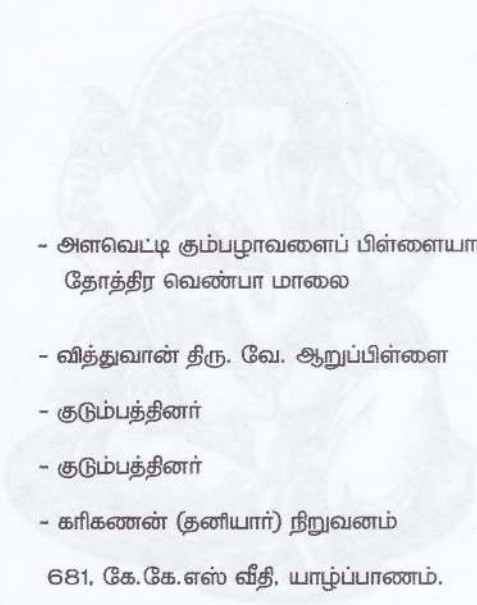 - அளவெட்டி கும்பழாவளைப் பிள்ளையா
தோத்திர வெண்பா மாலை
- வித்துவான் திரு. வே. ஆறுப்பிள்ளை
- குடும்பத்தினர்
- குடும்பத்தினர்
- கரிகணன் (தனியார்) நிறுவனம்
681, கே.கே.எஸ் வீதி, யாழ்ப்பாணம்.